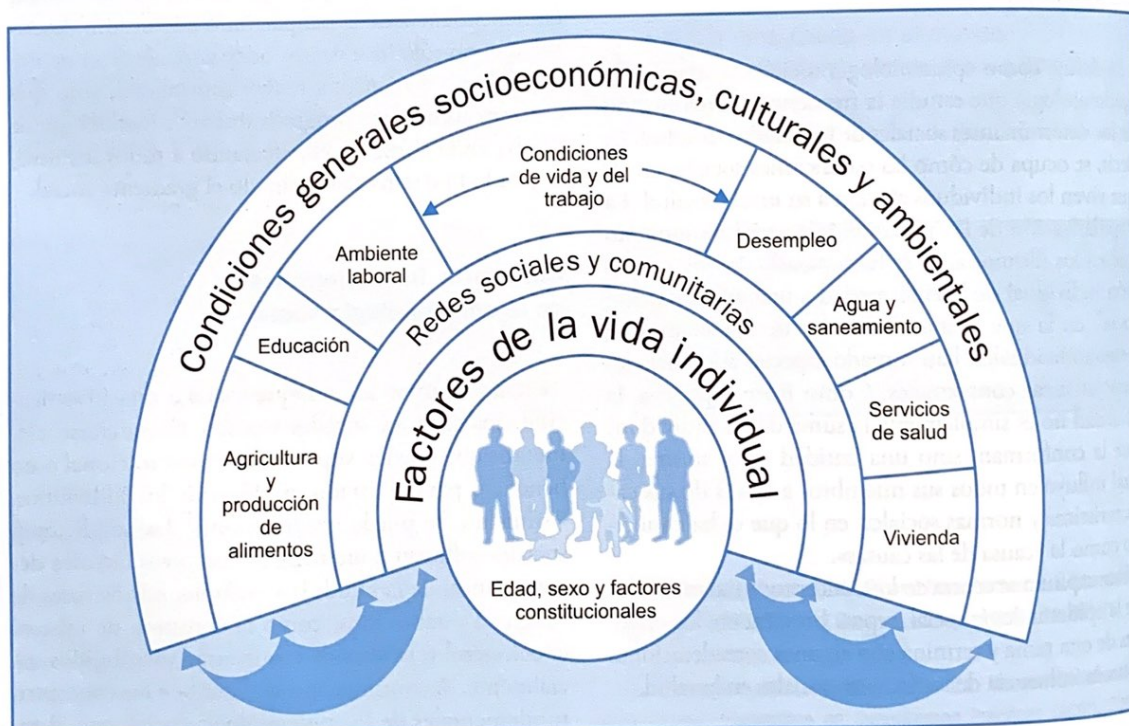 Condiciones generales socioeconómicas, culturales y ambientales
Condiciones
de vida y del
trabajo
Ambiente
laboral
Desempleo
Redes sociales y comunitarias
Educación
Agua y
saneamiento
Factores de la vida individual
Agricultura
y
producción de
alimentos
Servicios
de salud
Vivienda
Edad, sexo y factores
constitucionales